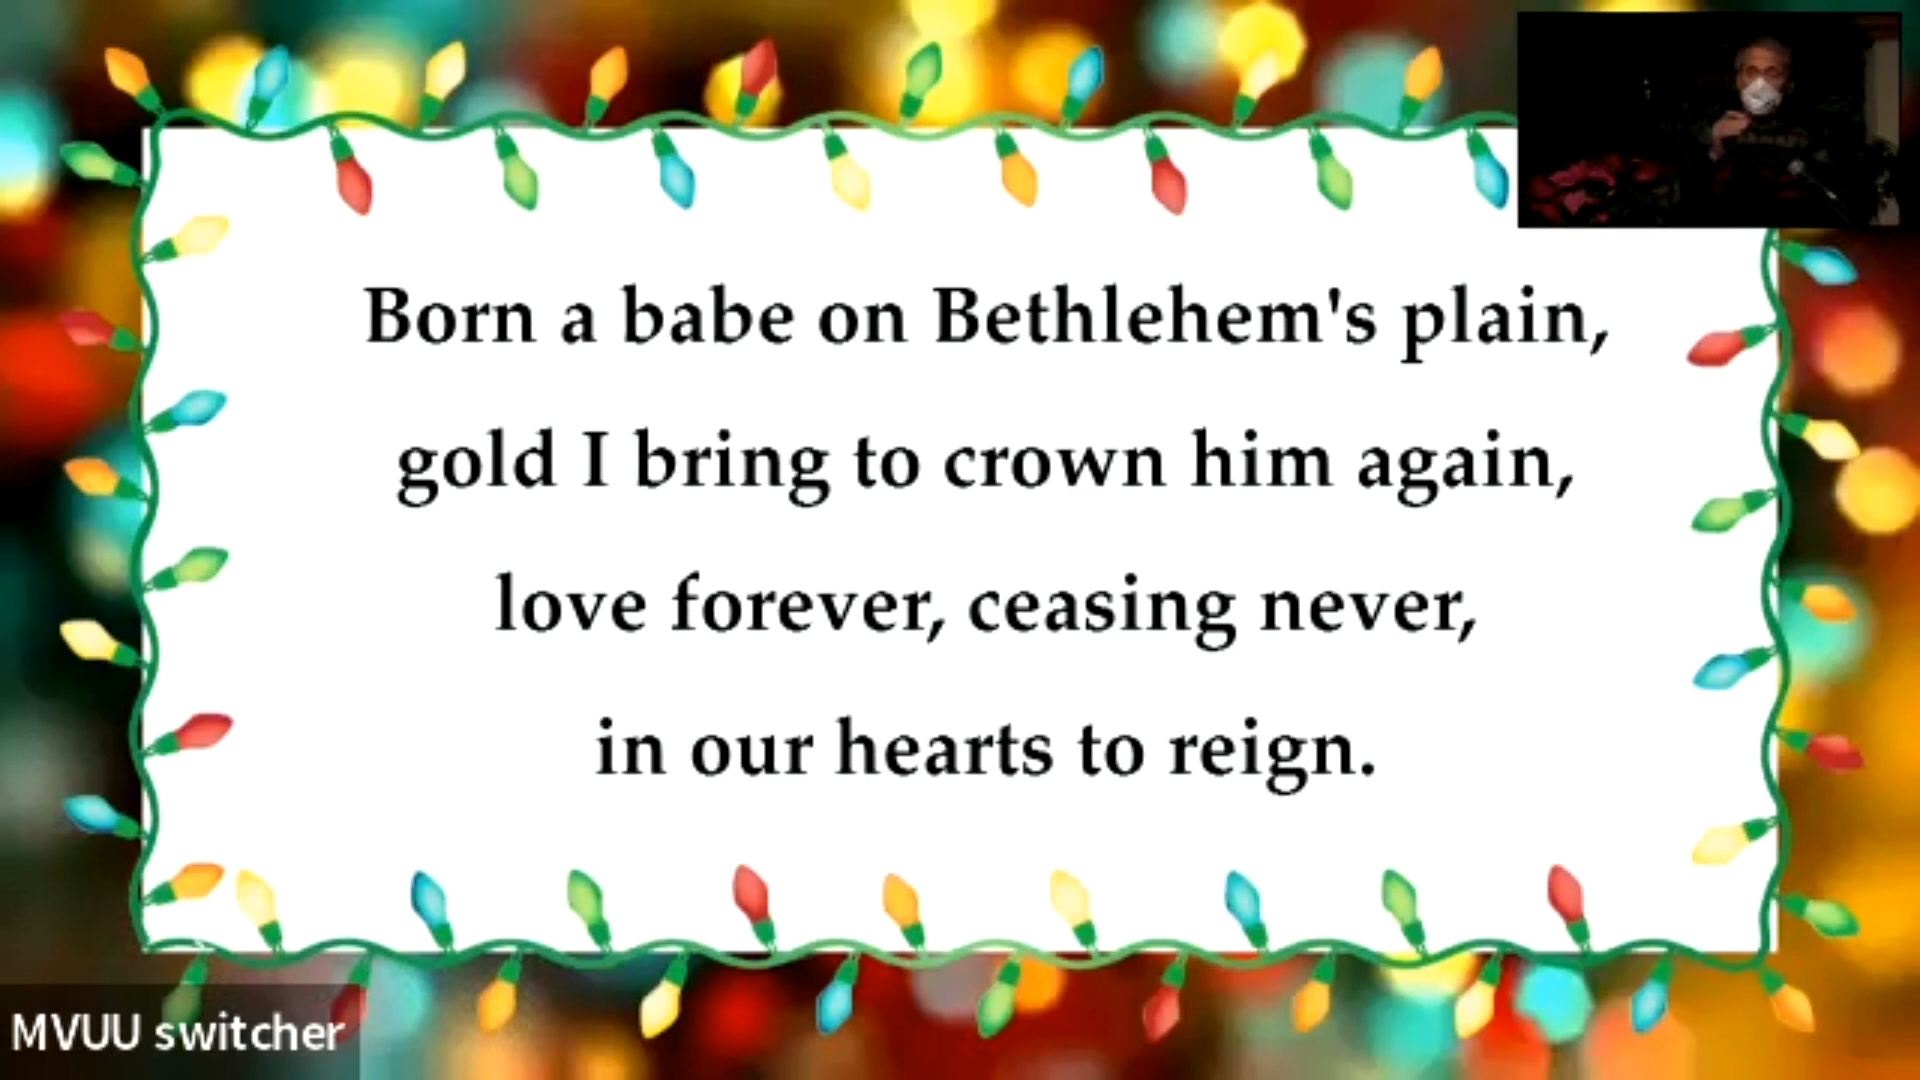 Born a babe on Bethlehem's plain,
gold I bring to crown him again,
love forever, ceasing never,
in our hearts to reign.
MVUU switcher